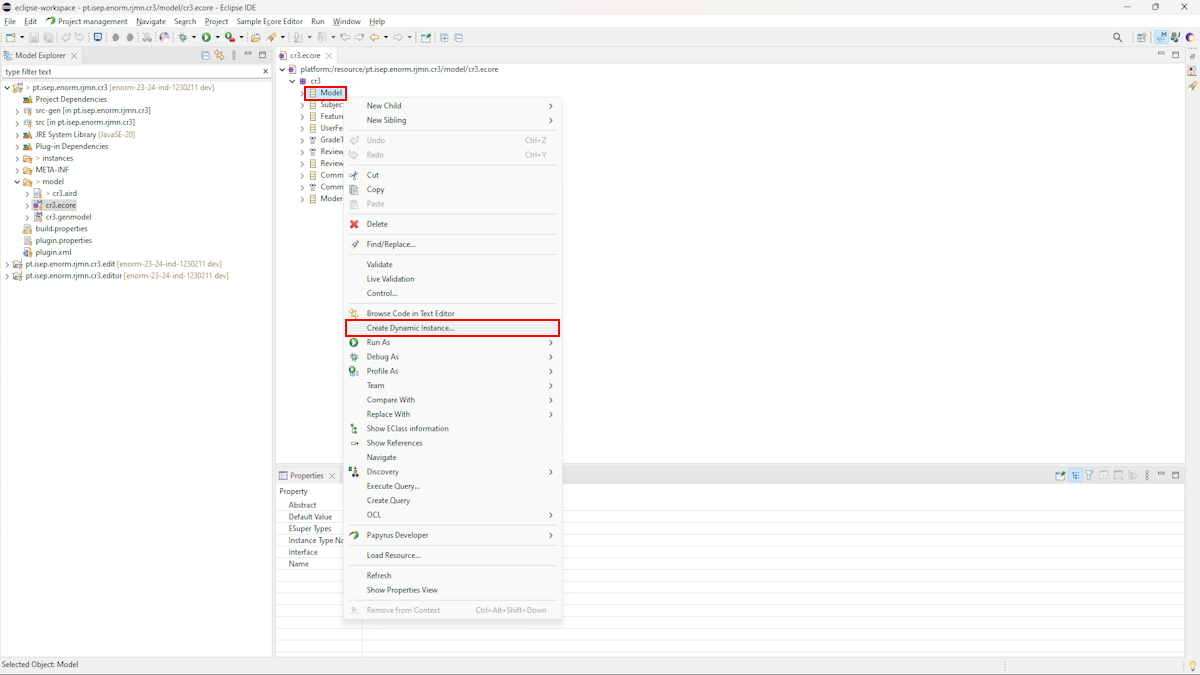 eclipse-workspace - pt.isep.enorm.rjmn.cr3/model/cr3.ecore - Eclipse IDE
File Edit Project management Navigate Search Project Sample Ecore Editor Run Window Help
Model Explorer
type filter text
> pt.isep.enorm.rjmn.cr3 [enorm-23-24-ind-1230211 dev]
Project Dependencies
src-gen [in pt.isep.enorm.rjmn.cr3]
src [in pt.isep.enorm.rjmn.cr3]
JRE System Library [JavaSE-20]
Plug-in Dependencies
> instances
META-INF
> model
> cr3.aird
cr3.ecore
cr3.genmodel
build.properties
plugin.properties
plugin.xml
pt.isep.enorm.rjmn.cr3.edit [enorm-23-24-ind-1230211 dev]
pt.isep.enorm.rjmn.cr3.editor [enorm-23-24-ind-1230211 dev]
cr3.ecore
platform:/resource/pt.isep.enorm.rjmn.cr3/model/cr3.ecore
cr3
Model
Subjec
Feature
UserFe
GradeT
Review
Review
Comm
Comm
Moder
New Child
New Sibling
Undo Ctrl+Z
Redo Ctrl+Y
Cut
Copy
Paste
Delete
Find/Replace...
Validate
Live Validation
Control...
Browse Code in Text Editor
Create Dynamic Instance...
Run As
Debug As
Profile As
Team
Compare With
Replace With
Show EClass information
Show References
Navigate
Discovery
Execute Query...
Create Query
OCL
Papyrus Developer
Load Resource...
Refresh
Show Properties View
Remove from Context Ctrl+Alt+Shift+Down
Properties
Property
Abstract
Default Value
ESuper Types
Instance Type Na
Interface
Name
Selected Object: Model